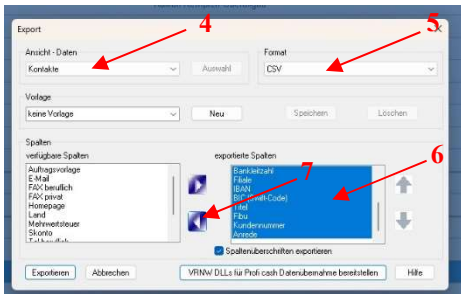 Export
4
5
Ansicht - Daten
Format
Kontakte
Auswahl
CSV
Vorlage
keine Vorlage
Neu
Speichern
Löschen
Spalten
verfügbare Spalten
exportierte Spalten
6
7
Auftragsvorlage
E-Mail
FAX beruflich
FAX privat
Homepage
Land
Mehrwertsteuer
Skonto
Tel beruflich
Bankleitzahl
Filiale
IBAN
BIC (Swift-Code)
Titel
Fibu
Kundennummer
Anrede
Spaltenüberschriften exportieren
Exportieren
Abbrechen
VRNW DLLs für Profi cash Datenübernahme bereitstellen
Hilfe